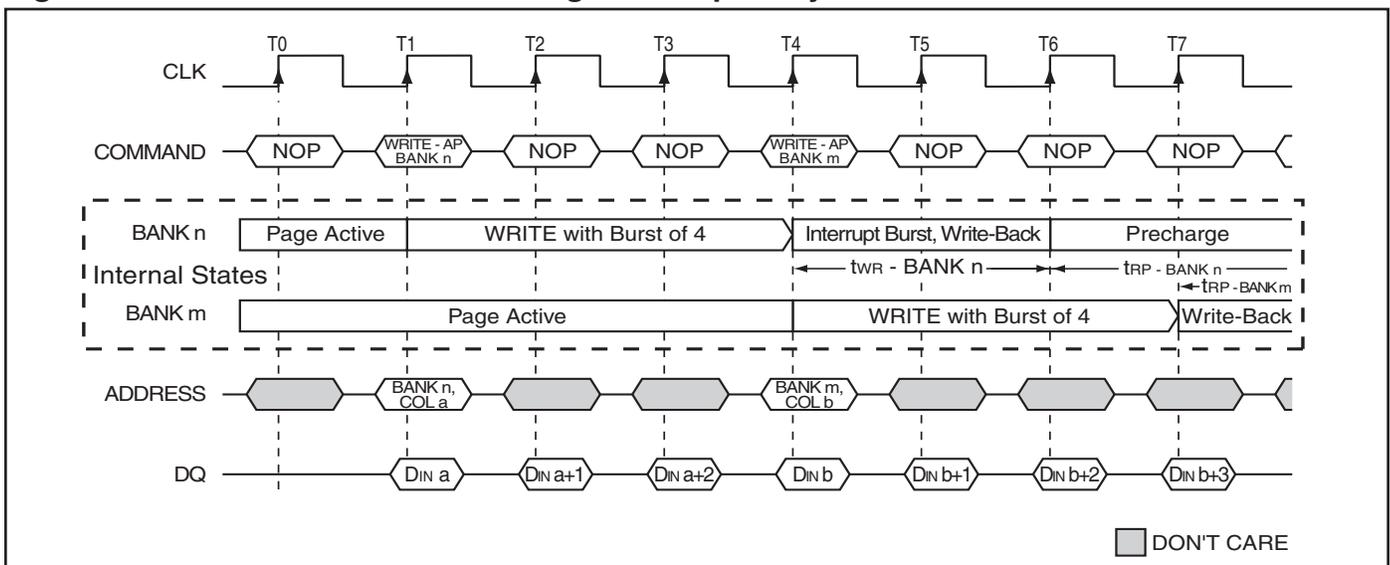 T0 T1 T2 T3 T4 T5 T6 T7
CLK
COMMAND NOP WRITE - AP BANK n NOP NOP WRITE - AP BANK m NOP NOP NOP
BANK n Page Active WRITE with Burst of 4 Interrupt Burst, Write-Back Precharge
Internal States tWR - BANK n tRP - BANK n
tRP - BANK m
BANK m Page Active WRITE with Burst of 4 Write-Back
ADDRESS BANK n, COL a BANK m, COL b
DQ DIN a DIN a+1 DIN a+2 DIN b DIN b+1 DIN b+2 DIN b+3
DON'T CARE